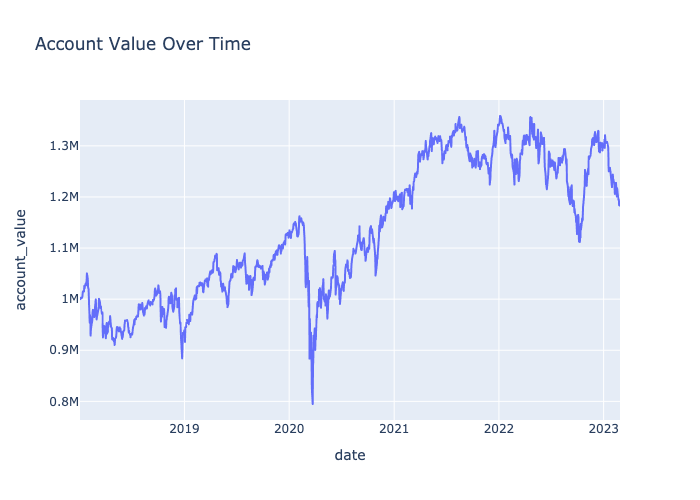 Account Value Over Time
account_value
1.3M
1.2M
1.1M
1M
0.9M
0.8M
2019
2020
2021
2022
2023
date